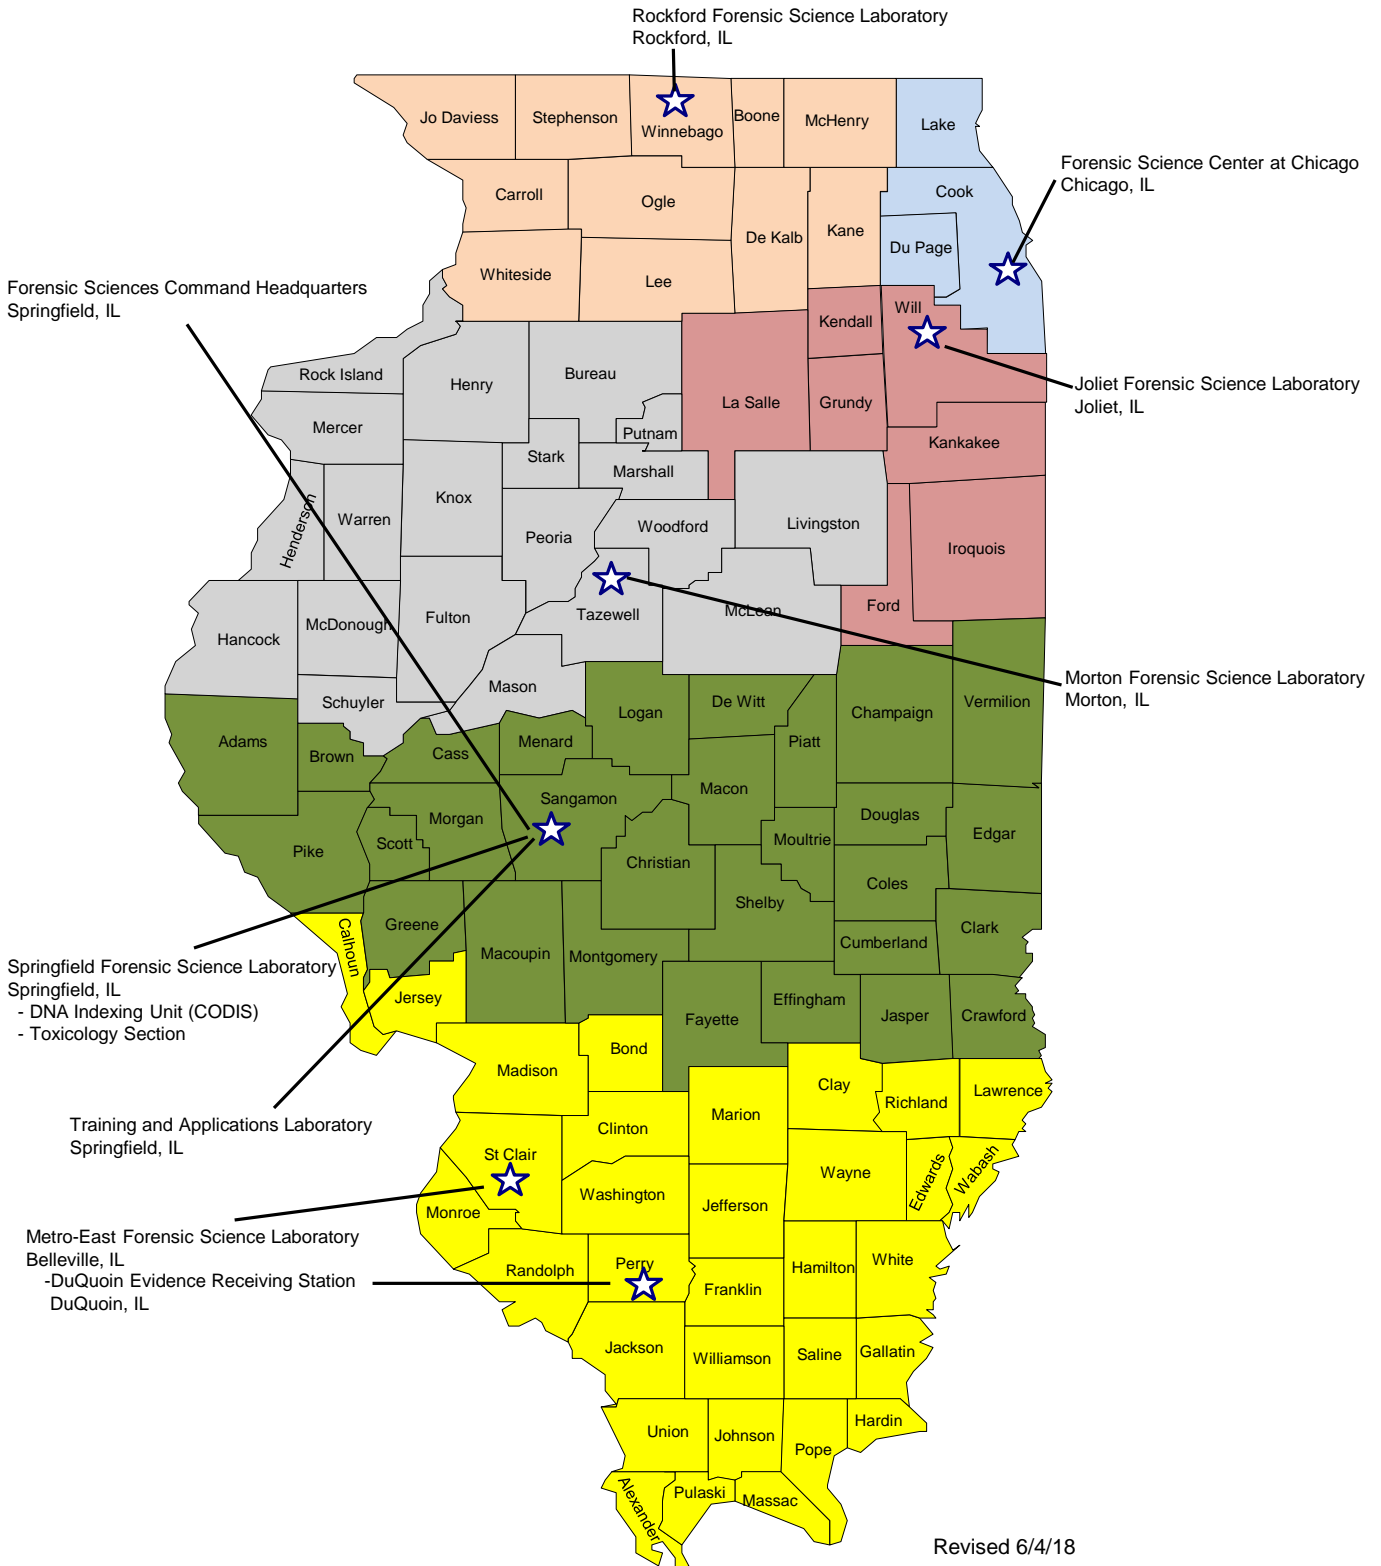 Rockford Forensic Science Laboratory
Rockford, IL
Jo Daviess
Stephenson
Winnebago
Boone
McHenry
Lake
Forensic Science Center at Chicago
Chicago, IL
Carroll
Ogle
De Kalb
Kane
Cook
Du Page
Whiteside
Lee
Forensic Sciences Command Headquarters
Springfield, IL
Kendall
Will
Rock Island
Henry
Bureau
La Salle
Grundy
Joliet Forensic Science Laboratory
Joliet, IL
Mercer
Putnam
Kankakee
Stark
Marshall
Henderson
Warren
Knox
Peoria
Woodford
Livingston
Iroquois
Hancock
McDonough
Fulton
Tazewell
McLean
Ford
Morton Forensic Science Laboratory
Morton, IL
Schuyler
Mason
Logan
De Witt
Piatt
Champaign
Vermilion
Adams
Brown
Cass
Menard
Sangamon
Macon
Douglas
Edgar
Pike
Scott
Morgan
Christian
Moultrie
Coles
Shelby
Greene
Calhoun
Macoupin
Montgomery
Cumberland
Clark
Springfield Forensic Science Laboratory
Springfield, IL
- DNA Indexing Unit (CODIS)
- Toxicology Section
Jersey
Fayette
Effingham
Jasper
Crawford
Madison
Bond
Clay
Richland
Lawrence
Training and Applications Laboratory
Springfield, IL
Marion
Clinton
St Clair
Washington
Wayne
Edwards
Wabash
Monroe
Jefferson
Metro-East Forensic Science Laboratory
Belleville, IL
-DuQuoin Evidence Receiving Station
DuQuoin, IL
Randolph
Perry
Franklin
Hamilton
White
Jackson
Williamson
Saline
Gallatin
Union
Johnson
Pope
Hardin
Alexander
Pulaski
Massac
Revised 6/4/18